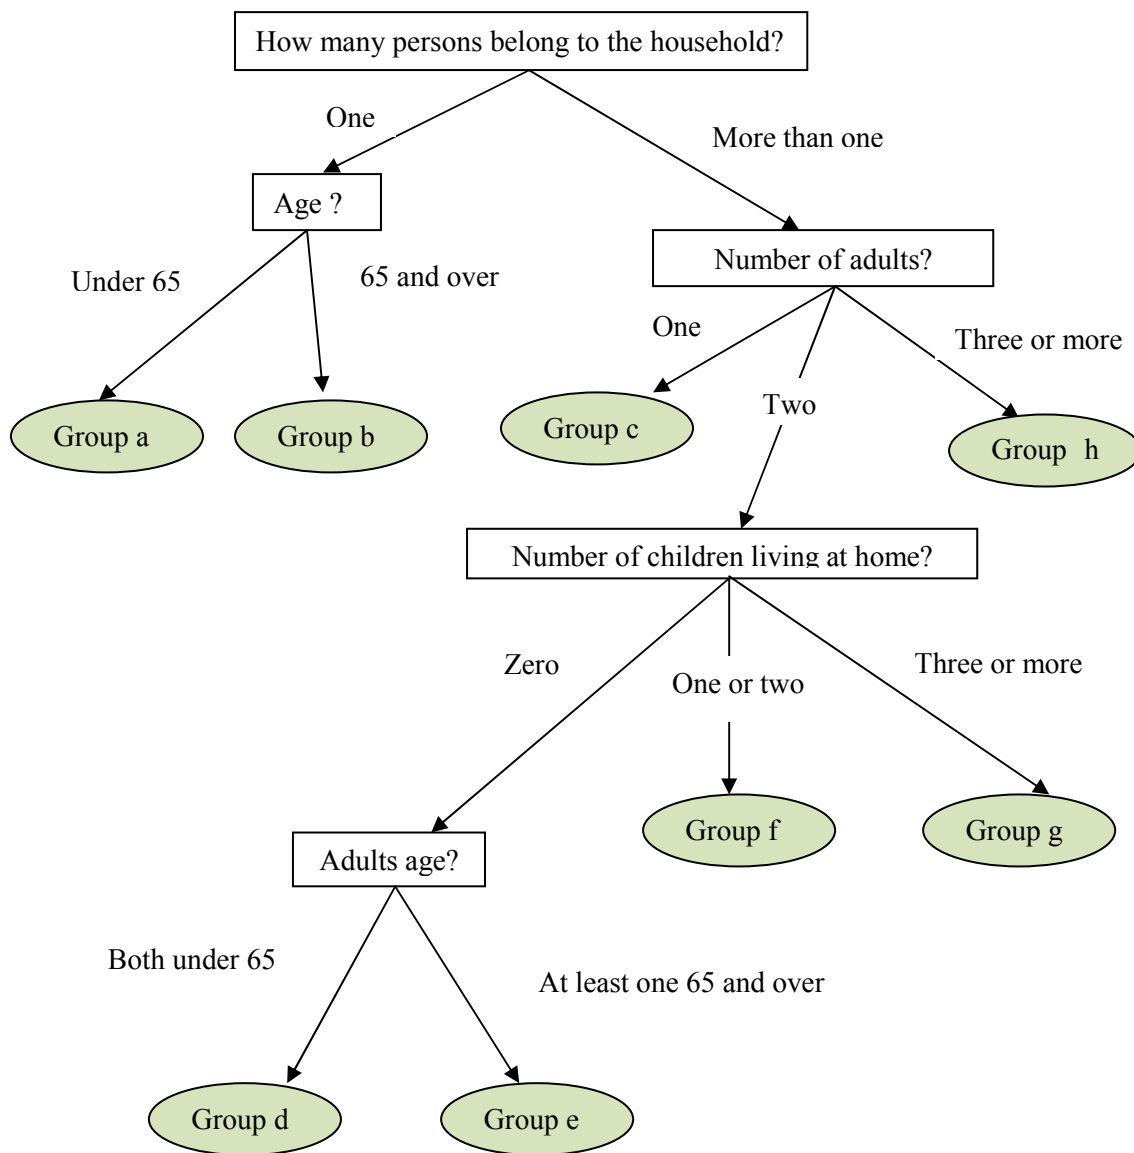 How many persons belong to the household?
One
More than one
Age ?
Number of adults?
Under 65
65 and over
One
Three or more
Two
Group a
Group b
Group c
Group h
Number of children living at home?
Zero
One or two
Three or more
Group f
Group g
Adults age?
Both under 65
At least one 65 and over
Group d
Group e